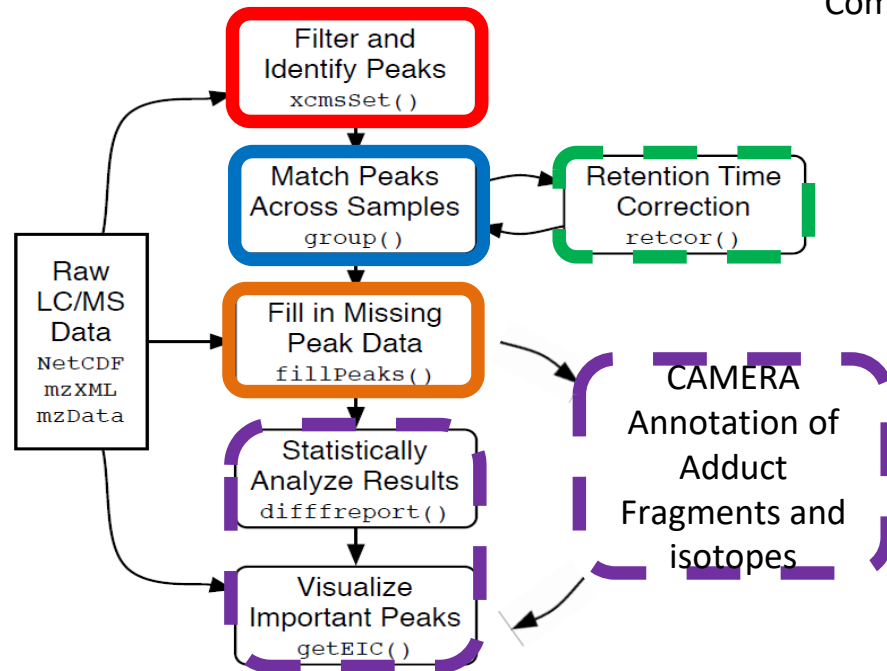 Com
Filter and
Identify Peaks
xcmsSet()
Match Peaks
Across Samples
group()
Retention Time
Correction
retcor()
Raw
LC/MS
Data
NetCDF
mzXML
mzData
Fill in Missing
Peak Data
fillPeaks()
CAMERA
Annotation of
Adduct
Fragments and
isotopes
Statistically
Analyze Results
difffreport()
Visualize
Important Peaks
getEIC()